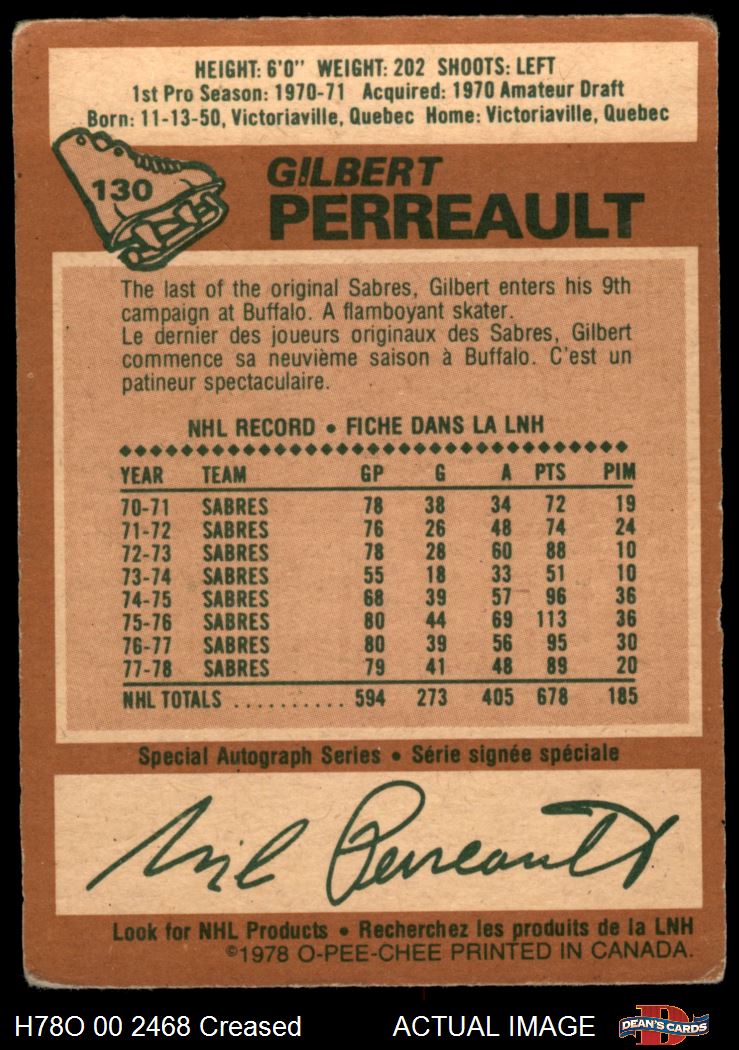 HEIGHT: 6'0" WEIGHT: 202 SHOOTS: LEFT
1st Pro Season: 1970-71 Acquired: 1970 Amateur Draft
Born: 11-13-50, Victoriaville, Quebec Home: Victoriaville, Quebec
130
GILBERT
PERREAULT
The last of the original Sabres, Gilbert enters his 9th
campaign at Buffalo. A flamboyant skater.
Le dernier des joueurs originaux des Sabres, Gilbert
commence sa neuvième saison à Buffalo. C'est un
patineur spectaculaire.
NHL RECORD • FICHE DANS LA LNH
YEAR TEAM GP G A PTS PIM
70-71 SABRES 78 38 34 72 19
71-72 SABRES 76 26 48 74 24
72-73 SABRES 78 28 60 88 10
73-74 SABRES 55 18 33 51 10
74-75 SABRES 68 39 57 96 36
75-76 SABRES 80 44 69 113 36
76-77 SABRES 80 39 56 95 30
77-78 SABRES 79 41 48 89 20
NHL TOTALS .......... 594 273 405 678 185
Special Autograph Series • Série signée spéciale
Gil Perreault
Look for NHL Products • Recherchez les produits de la LNH
©1978 O-PEE-CHEE PRINTED IN CANADA.
H78O 00 2468 Creased ACTUAL IMAGE
D
DEAN'S CARDS